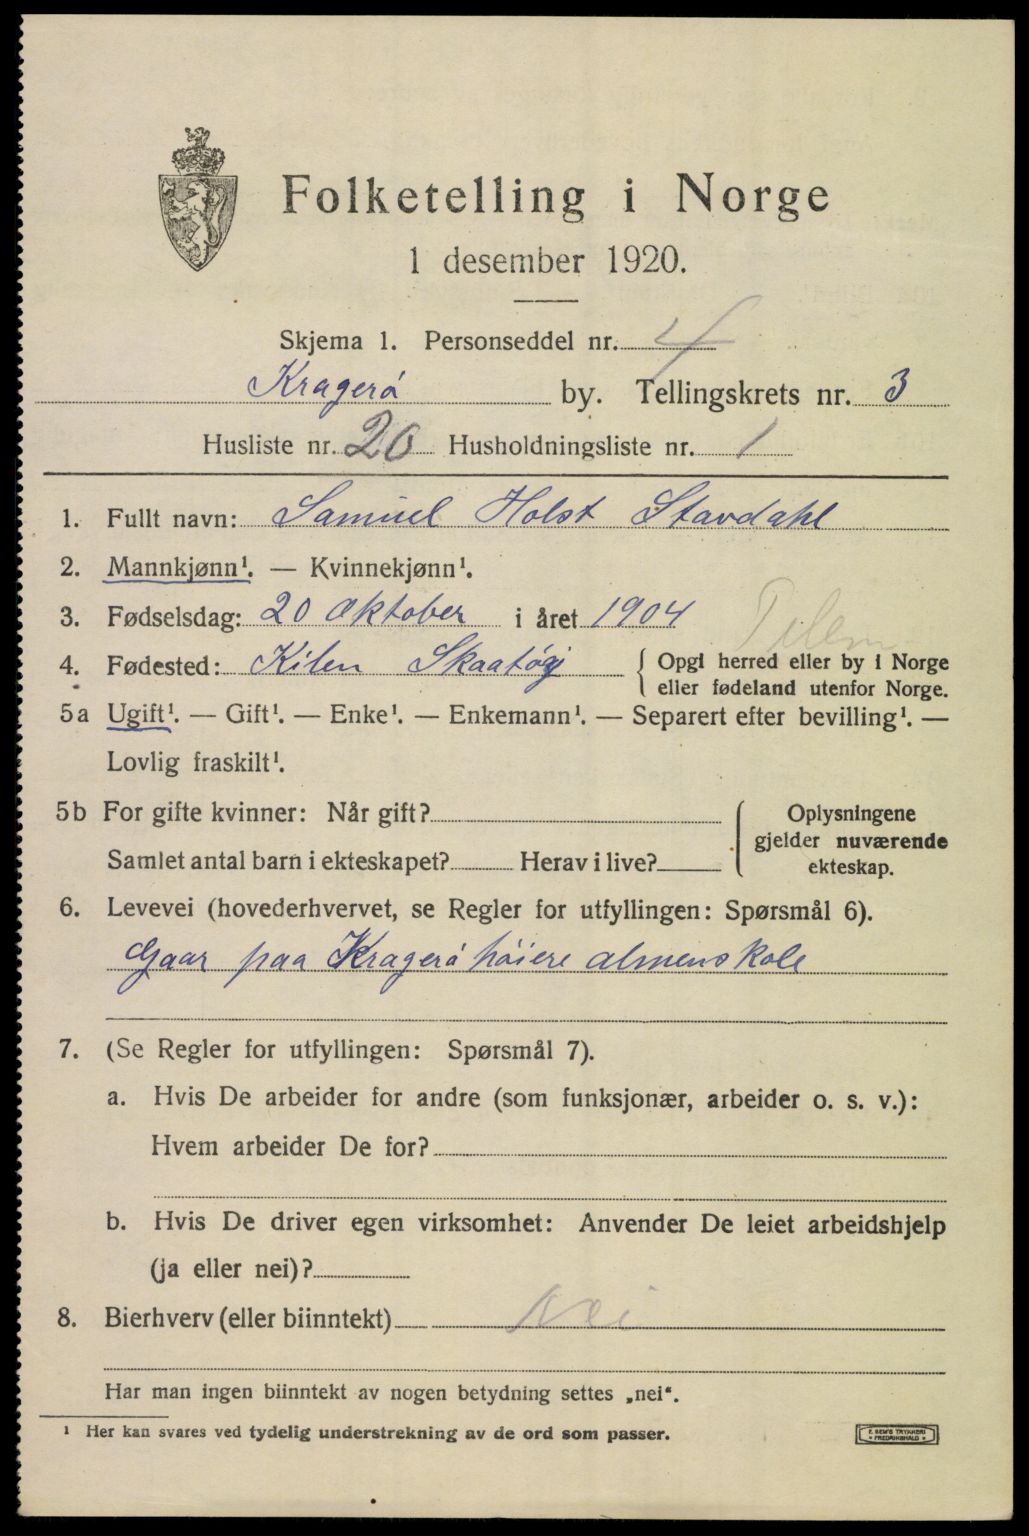 Folketelling i Norge
1 desember 1920.
Skjema 1. Personseddel nr. 4
Kragerø by. Tellingskrets nr. 3
Husliste nr. 20 Husholdningsliste nr. 1
1. Fullt navn: Samuel Holst Stavdahl
2. Mannkjønn¹. — Kvinnekjønn¹.
3. Fødselsdag: 20 Oktober i året 1904
Telem
4. Fødested: Kilen Skaatøy { Opgi herred eller by i Norge
eller fødeland utenfor Norge.
5a Ugift¹. — Gift¹. — Enke¹. — Enkemann¹. — Separert efter bevilling¹. —
Lovlig fraskilt¹.
5b For gifte kvinner: Når gift? { Oplysningene
gjelder nuværende
Samlet antal barn i ekteskapet? Herav i live? ekteskap.
6. Levevei (hovederhvervet, se Regler for utfyllingen: Spørsmål 6).
Gaar paa Kragerø høiere almenskole
7. (Se Regler for utfyllingen: Spørsmål 7).
a. Hvis De arbeider for andre (som funksjonær, arbeider o. s. v.):
Hvem arbeider De for?
b. Hvis De driver egen virksomhet: Anvender De leiet arbeidshjelp
(ja eller nei)?
8. Bierhverv (eller biinntekt) Nei
Har man ingen biinntekt av nogen betydning settes „nei“.
¹ Her kan svares ved tydelig understrekning av de ord som passer.
F. SEM'S TRYKKERI
• FREDRIKSHALD •